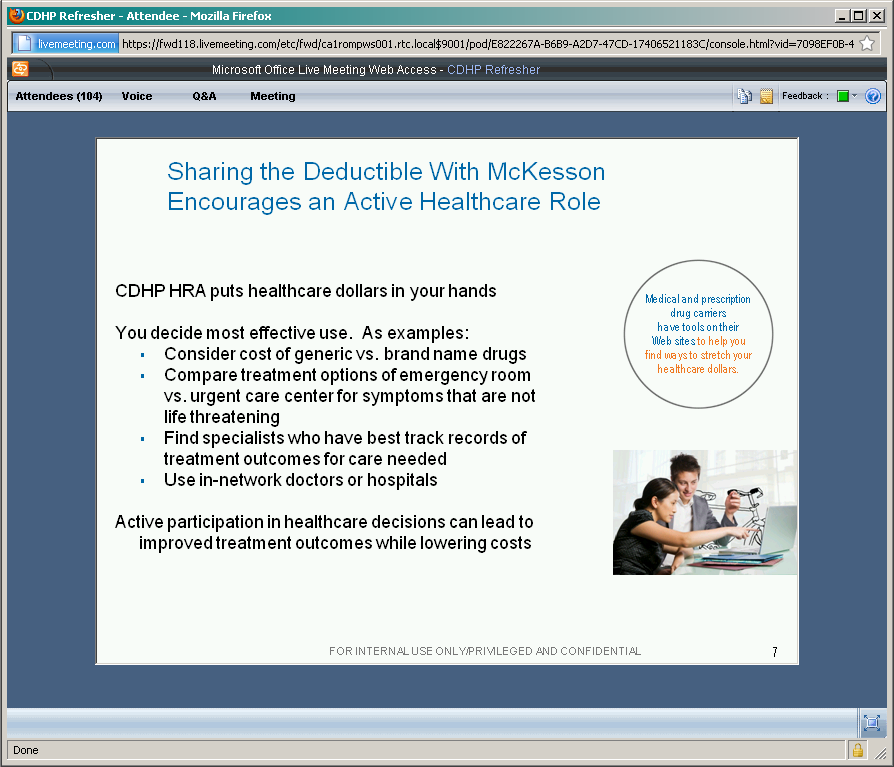 CDHP Refresher - Attendee - Mozilla Firefox
livemeeting.com https://fwd118.livemeeting.com/etc/fwd/ca1rompws001.rtc.local$9001/pod/E822267A-B6B9-A2D7-47CD-17406521183C/console.html?vid=7098EF0B-4
Microsoft Office Live Meeting Web Access - CDHP Refresher
Attendees (104) Voice Q&A Meeting Feedback :
Sharing the Deductible With McKesson
Encourages an Active Healthcare Role
CDHP HRA puts healthcare dollars in your hands
You decide most effective use. As examples:
▪ Consider cost of generic vs. brand name drugs
▪ Compare treatment options of emergency room
vs. urgent care center for symptoms that are not
life threatening
▪ Find specialists who have best track records of
treatment outcomes for care needed
▪ Use in-network doctors or hospitals
Active participation in healthcare decisions can lead to
improved treatment outcomes while lowering costs
Medical and prescription
drug carriers
have tools on their
Web sites to help you
find ways to stretch your
healthcare dollars.
FOR INTERNAL USE ONLY/PRIVILEGED AND CONFIDENTIAL 7
Done